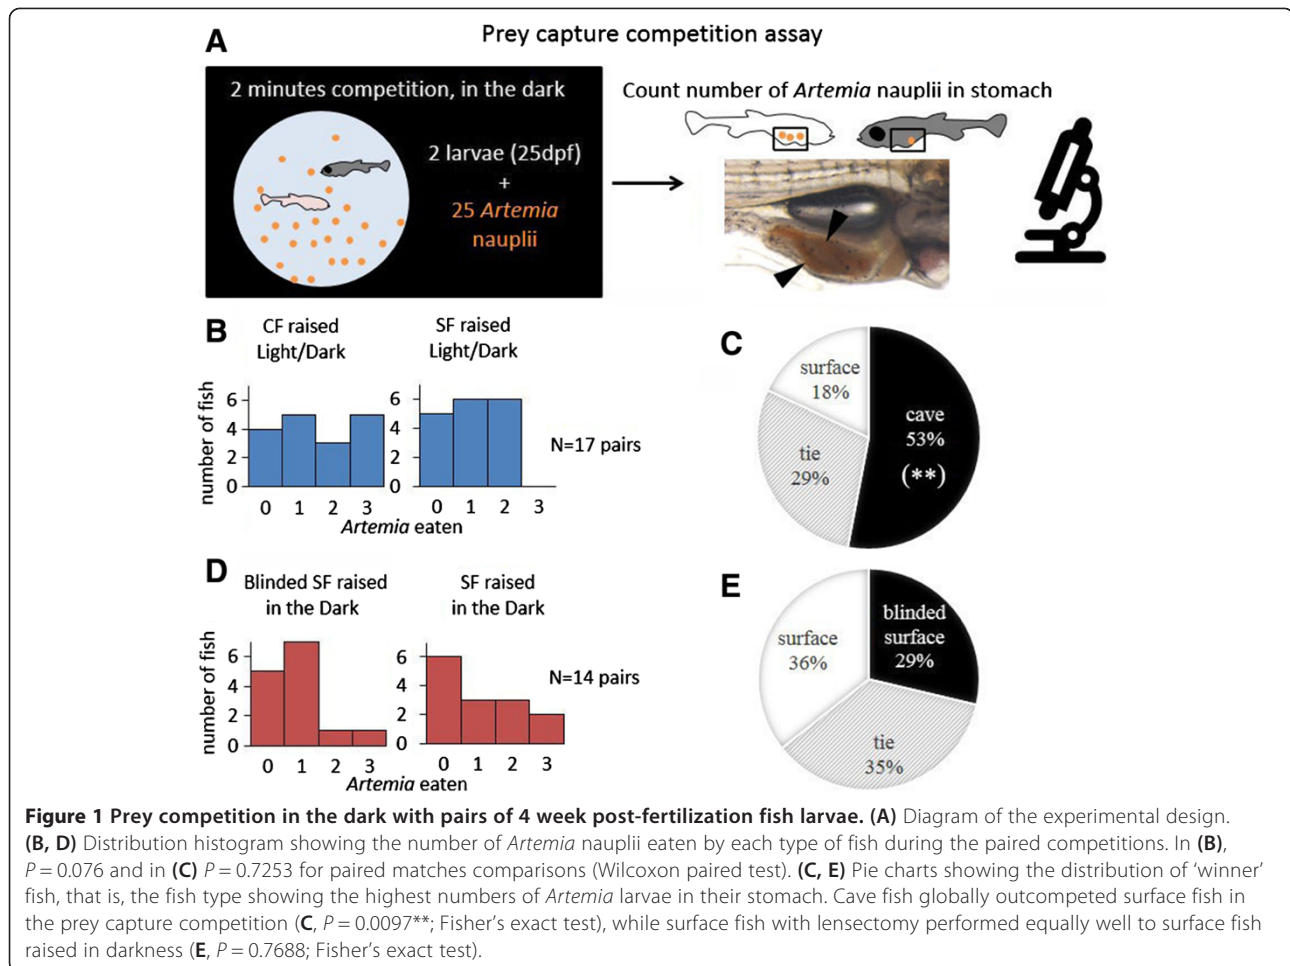 Prey capture competition assay
A
2 minutes competition, in the dark
2 larvae (25dpf)
+
25 Artemia
nauplii
Count number of Artemia nauplii in stomach
B
CF raised
Light/Dark
SF raised
Light/Dark
number of fish
6
4
2
0
0 1 2 3
6
4
2
0
0 1 2 3
Artemia eaten
N=17 pairs
C
surface
18%
cave
53%
(**)
tie
29%
D
Blinded SF raised
in the Dark
SF raised
in the Dark
number of fish
6
4
2
0
0 1 2 3
6
4
2
0
0 1 2 3
Artemia eaten
N=14 pairs
E
surface
36%
blinded
surface
29%
tie
35%
Figure 1 Prey competition in the dark with pairs of 4 week post-fertilization fish larvae. (A) Diagram of the experimental design.
(B, D) Distribution histogram showing the number of Artemia nauplii eaten by each type of fish during the paired competitions. In (B),
P = 0.076 and in (C) P = 0.7253 for paired matches comparisons (Wilcoxon paired test). (C, E) Pie charts showing the distribution of ‘winner’
fish, that is, the fish type showing the highest numbers of Artemia larvae in their stomach. Cave fish globally outcompeted surface fish in
the prey capture competition (C, P = 0.0097**; Fisher’s exact test), while surface fish with lensectomy performed equally well to surface fish
raised in darkness (E, P = 0.7688; Fisher’s exact test).